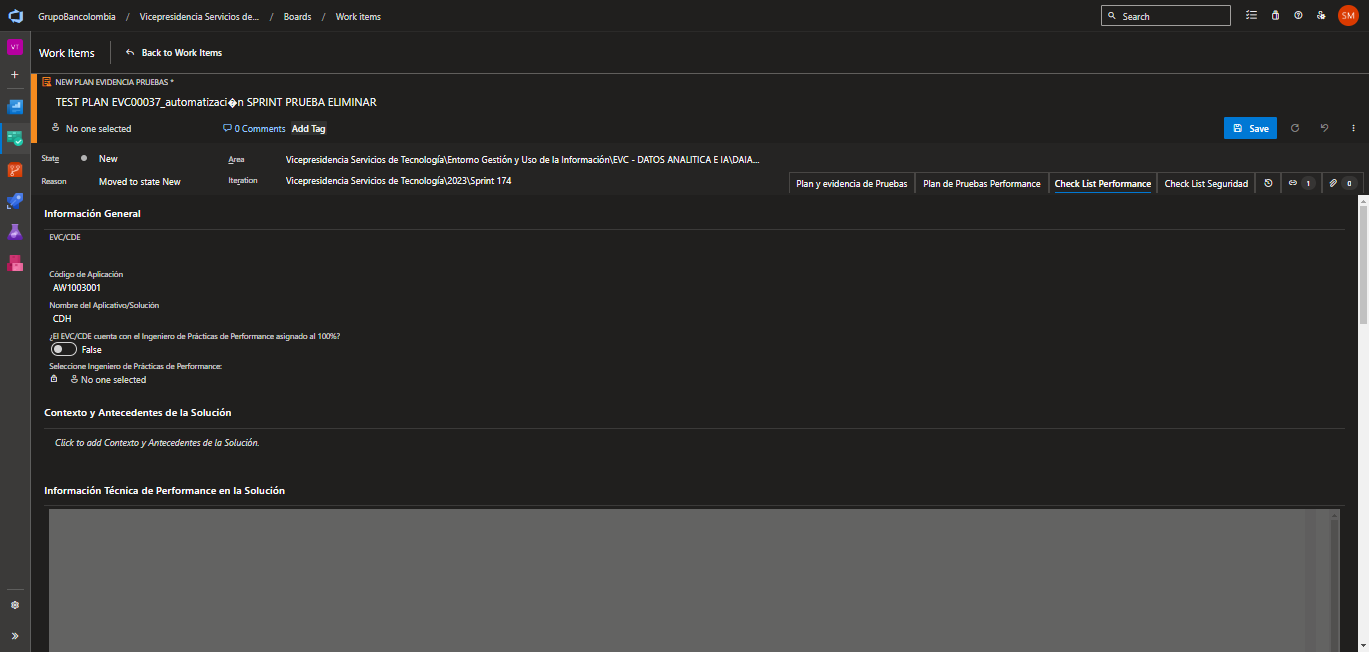 GrupoBancolombia / Vicepresidencia Servicios de... / Boards / Work items
Search
SM
VT
Work Items
Back to Work Items
NEW PLAN EVIDENCIA PRUEBAS *
TEST PLAN EVC00037_automatizaci�n SPRINT PRUEBA ELIMINAR
No one selected
0 Comments
Add Tag
Save
State
New
Area
Vicepresidencia Servicios de Tecnología\Entorno Gestión y Uso de la Información\EVC - DATOS ANALITICA E IA\DAIA...
Reason
Moved to state New
Iteration
Vicepresidencia Servicios de Tecnología\2023\Sprint 174
Plan y evidencia de Pruebas
Plan de Pruebas Performance
Check List Performance
Check List Seguridad
1
0
Información General
EVC/CDE
Código de Aplicación
AW1003001
Nombre del Aplicativo/Solución
CDH
¿El EVC/CDE cuenta con el Ingeniero de Prácticas de Performance asignado al 100%?
False
Seleccione Ingeniero de Prácticas de Performance:
No one selected
Contexto y Antecedentes de la Solución
Click to add Contexto y Antecedentes de la Solución.
Información Técnica de Performance en la Solución